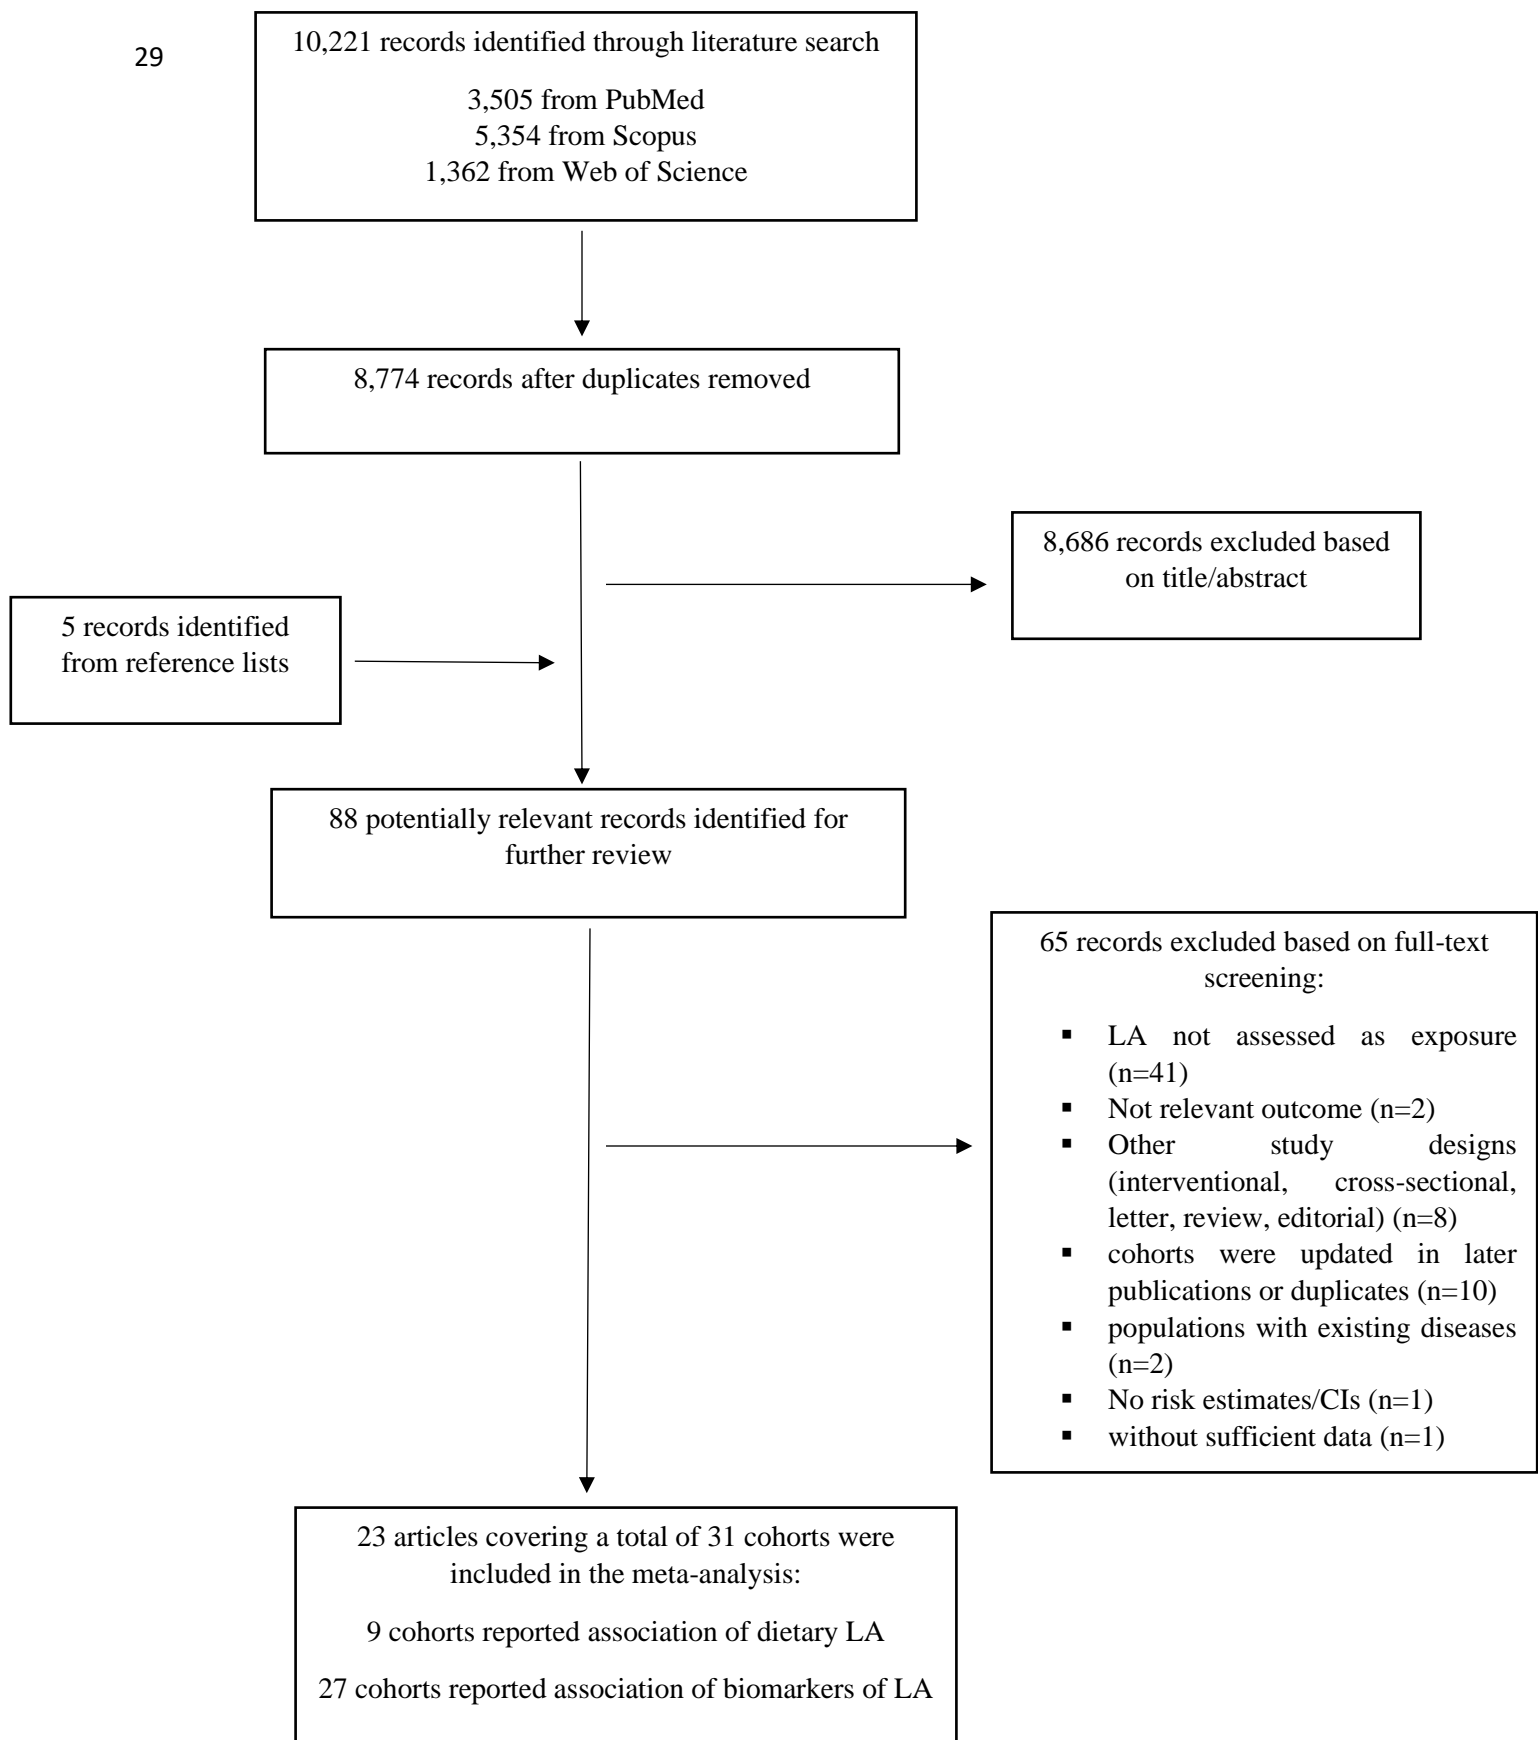 29
10,221 records identified through literature search
3,505 from PubMed
5,354 from Scopus
1,362 from Web of Science
8,774 records after duplicates removed
8,686 records excluded based
on title/abstract
5 records identified
from reference lists
88 potentially relevant records identified for
further review
65 records excluded based on full-text
screening:
▪ LA not assessed as exposure
(n=41)
▪ Not relevant outcome (n=2)
▪ Other study designs
(interventional, cross-sectional,
letter, review, editorial) (n=8)
▪ cohorts were updated in later
publications or duplicates (n=10)
▪ populations with existing diseases
(n=2)
▪ No risk estimates/CIs (n=1)
▪ without sufficient data (n=1)
23 articles covering a total of 31 cohorts were
included in the meta-analysis:
9 cohorts reported association of dietary LA
27 cohorts reported association of biomarkers of LA